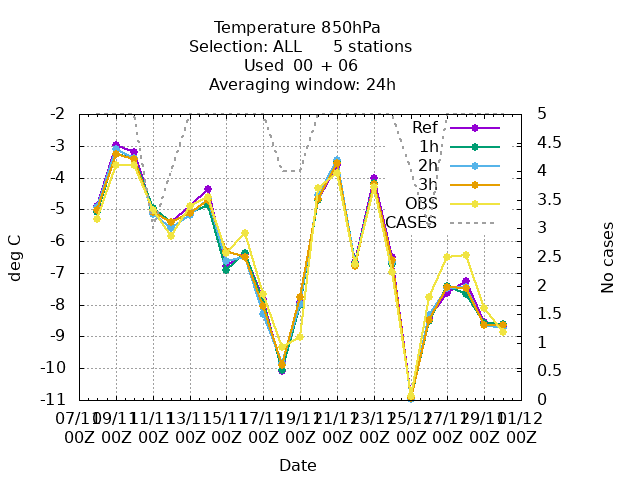 Temperature 850hPa
Selection: ALL 5 stations
Used 00 + 06
Averaging window: 24h
-2
-3
-4
-5
-6
-7
-8
-9
-10
-11
deg C
5
4.5
4
3.5
3
2.5
2
1.5
1
0.5
0
No cases
Ref
1h
2h
3h
OBS
CASES
07/11 09/11 11/11 13/11 15/11 17/11 19/11 21/11 23/11 25/11 27/11 29/11 01/12
00Z 00Z 00Z 00Z 00Z 00Z 00Z 00Z 00Z 00Z 00Z 00Z 00Z
Date